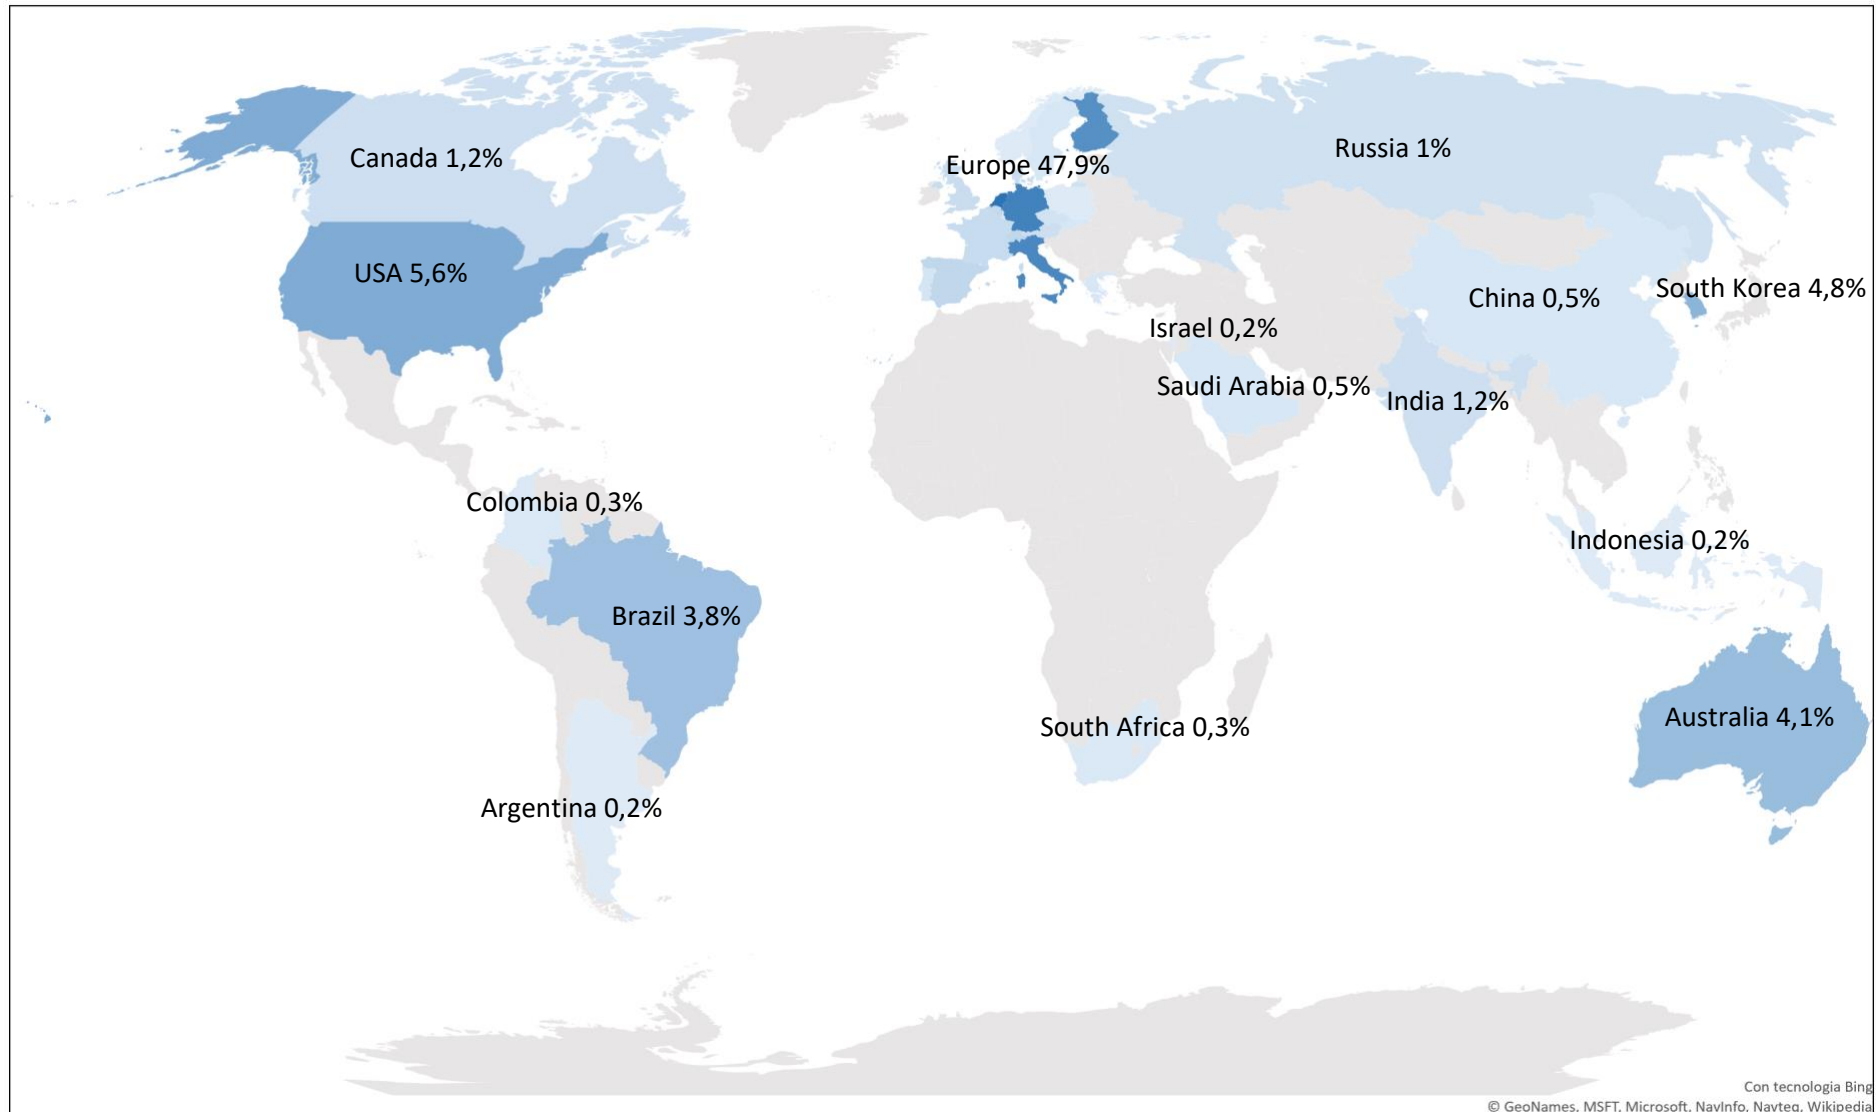 Canada 1,2%
Russia 1%
Europe 47,9%
USA 5,6%
South Korea 4,8%
China 0,5%
Israel 0,2%
Saudi Arabia 0,5%
India 1,2%
Colombia 0,3%
Indonesia 0,2%
Brazil 3,8%
Australia 4,1%
South Africa 0,3%
Argentina 0,2%
Con tecnologia Bing
© GeoNames, MSFT, Microsoft, NavInfo, Navteq, Wikipedia